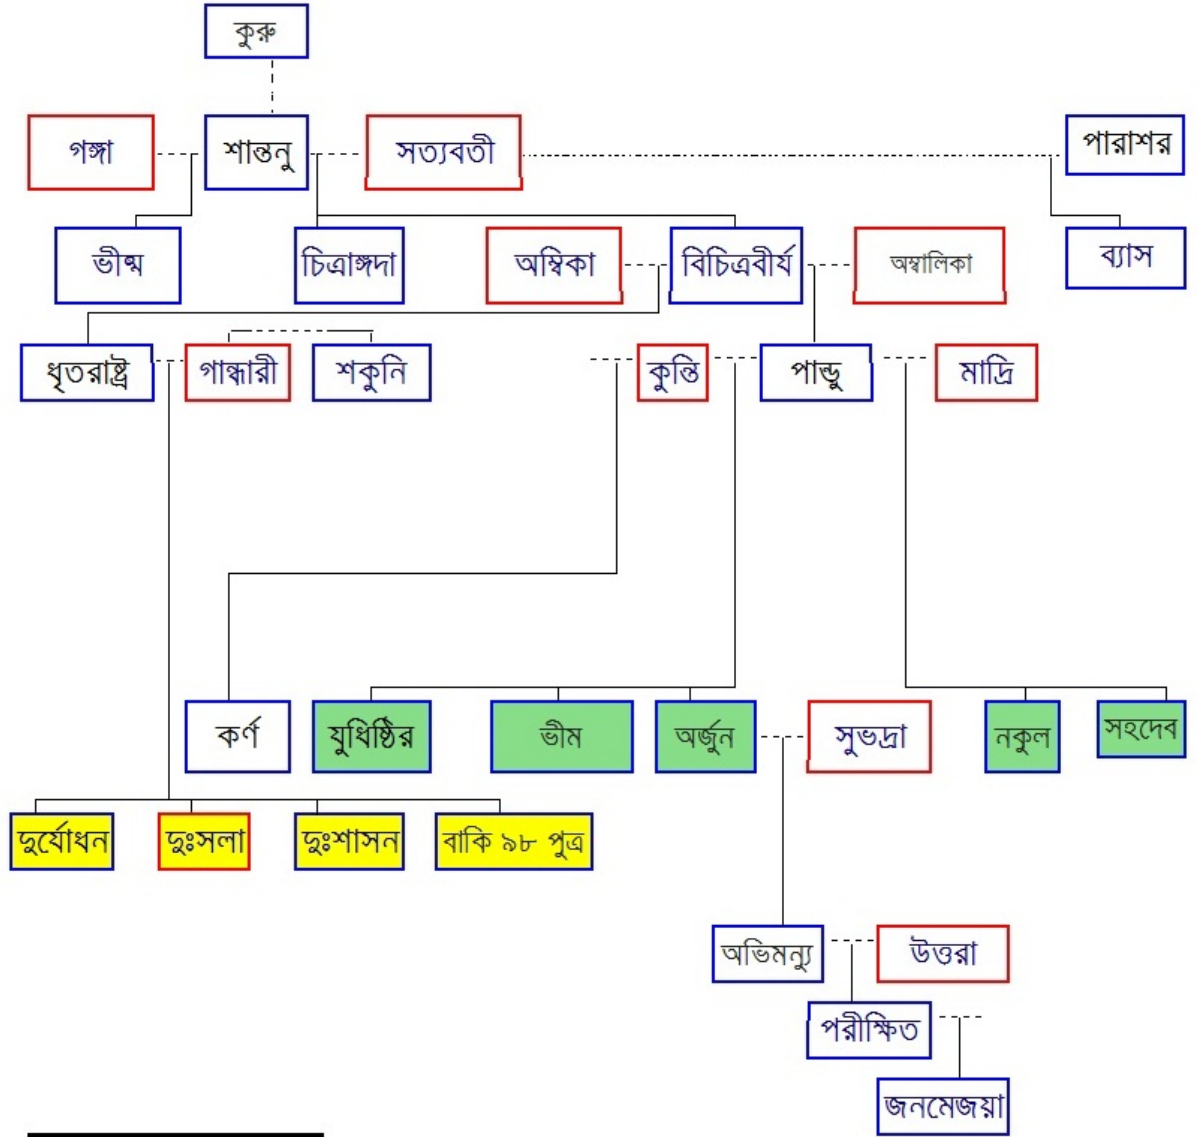 কুরু
গঙ্গা
শান্তনু
সত্যবতী
পারাশর
ভীষ্ম
চিত্রাঙ্গদা
অম্বিকা
বিচিত্রবীর্য
অম্বালিকা
ব্যাস
ধৃতরাষ্ট্র
গান্ধারী
শকুনি
কুন্তি
পান্ডু
মাদ্রি
কর্ণ
যুধিষ্ঠির
ভীম
অর্জুন
সুভদ্রা
নকুল
সহদেব
দুর্যোধন
দুঃসলা
দুঃশাসন
বাকি ৯৮ পুত্র
অভিমন্যু
উত্তরা
পরীক্ষিত
জনমেজয়া